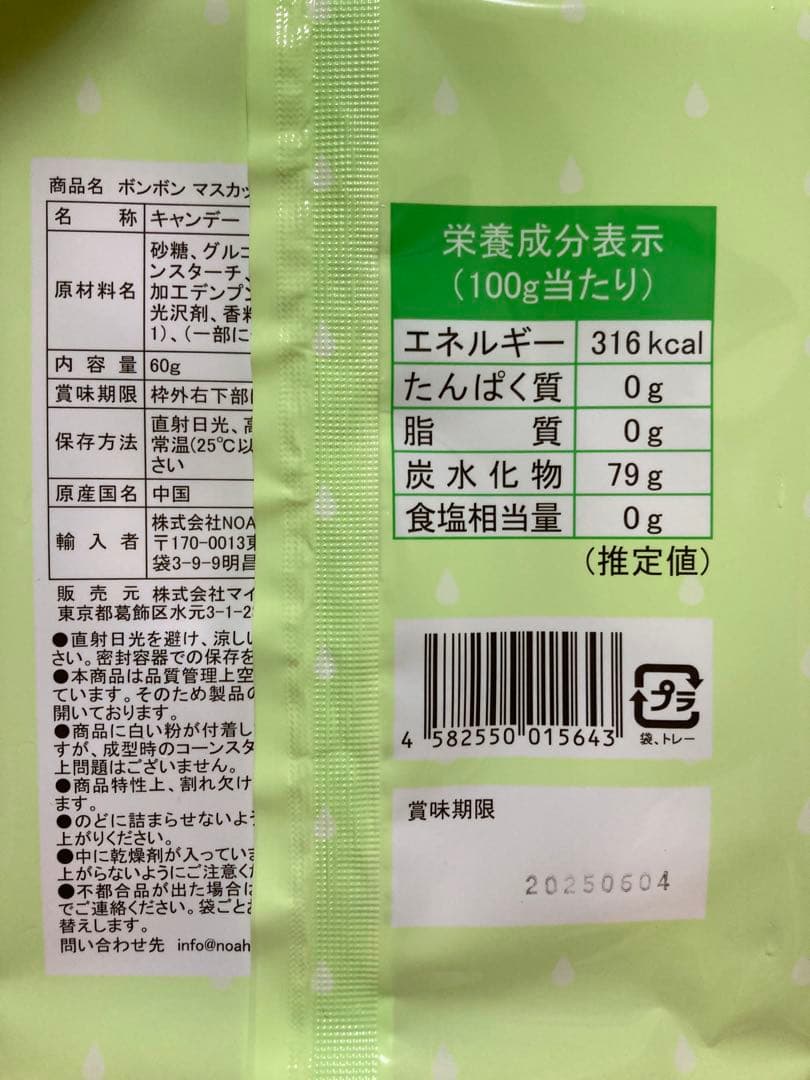 商品名 ボンボン マスカッ
名称 キャンデー
原材料名 砂糖、グルコ
ンスターチ、
加工デンプン
光沢剤、香料
1)、(一部に
内容量 60g
賞味期限 枠外右下部
保存方法 直射日光、高
常温(25℃以
さい
原産国名 中国
輸入者 株式会社NOA
〒170-0013東
袋3-9-9明昌
販売元 株式会社マイ
東京都葛飾区水元3-1-2
●直射日光を避け、涼しい
さい。密封容器での保存を
●本商品は品質管理上空
ています。そのため製品の
開いております。
●商品に白い粉が付着し
すが、成型時のコーンスタ
上問題はございません。
●商品特性上、割れ欠け
ます。
●のどに詰まらせないよう
上がりください。
●中に乾燥剤が入っていま
上がらないようにご注意くだ
●不都合品が出た場合は
でご連絡ください。袋ごとお
替えします。
問い合わせ先 info@noah
栄養成分表示
(100g当たり)
エネルギー 316kcal
たんぱく質 0g
脂質 0g
炭水化物 79g
食塩相当量 0g
(推定値)
4 582550 015643
プラ
袋、トレー
賞味期限
20250604